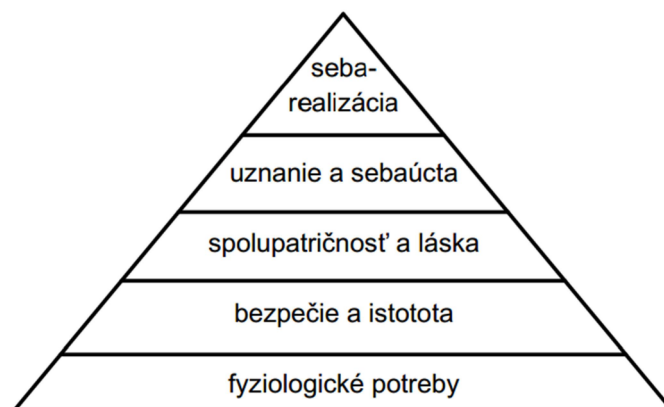 seba-
realizácia
uznanie a sebaúcta
spolupatričnosť a láska
bezpečie a istotota
fyziologické potreby